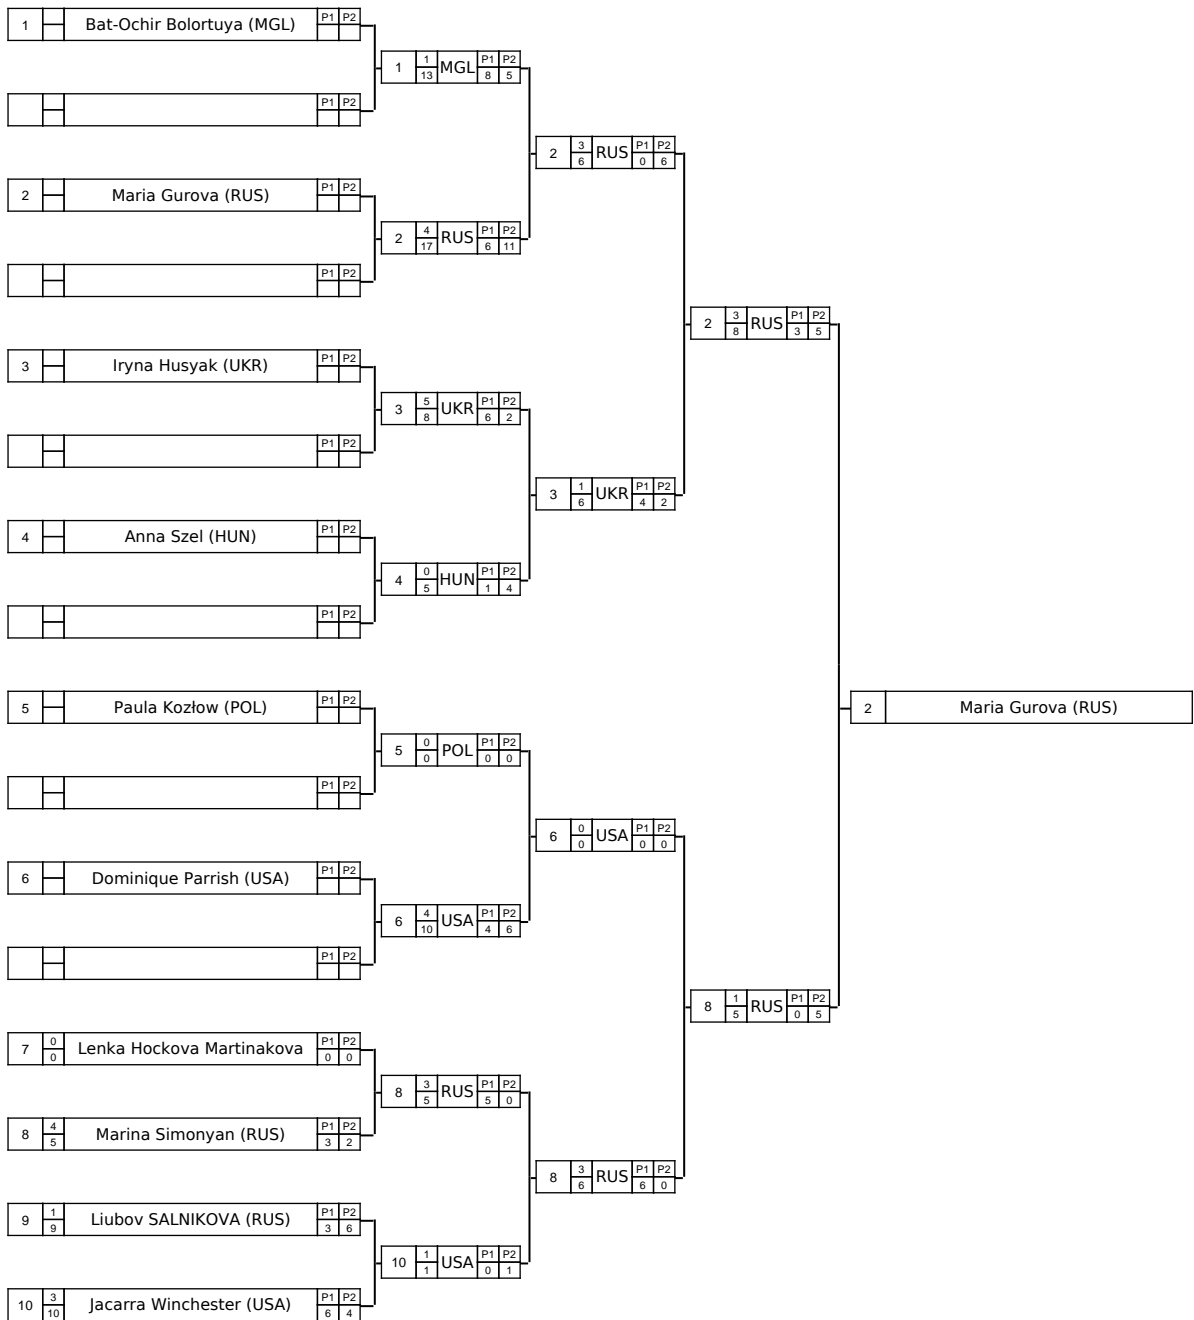 1 Bat-Ochir Bolortuya (MGL) P1 P2
1 1 13 MGL P1 8 P2 5
P1 P2
2 3 6 RUS P1 0 P2 6
2 Maria Gurova (RUS) P1 P2
2 4 17 RUS P1 6 P2 11
P1 P2
2 3 8 RUS P1 3 P2 5
3 Iryna Husyak (UKR) P1 P2
3 5 8 UKR P1 6 P2 2
P1 P2
3 1 6 UKR P1 4 P2 2
4 Anna Szel (HUN) P1 P2
4 0 5 HUN P1 1 P2 4
P1 P2
5 Paula Kozłow (POL) P1 P2
2 Maria Gurova (RUS)
5 0 0 POL P1 0 P2 0
P1 P2
6 0 0 USA P1 0 P2 0
6 Dominique Parrish (USA) P1 P2
6 4 10 USA P1 4 P2 6
P1 P2
8 1 5 RUS P1 0 P2 5
7 0 0 Lenka Hockova Martinakova P1 0 P2 0
8 3 5 RUS P1 5 P2 0
8 4 5 Marina Simonyan (RUS) P1 3 P2 2
8 3 6 RUS P1 6 P2 0
9 1 9 Liubov SALNIKOVA (RUS) P1 3 P2 6
10 1 1 USA P1 0 P2 1
10 3 10 Jacarra Winchester (USA) P1 6 P2 4